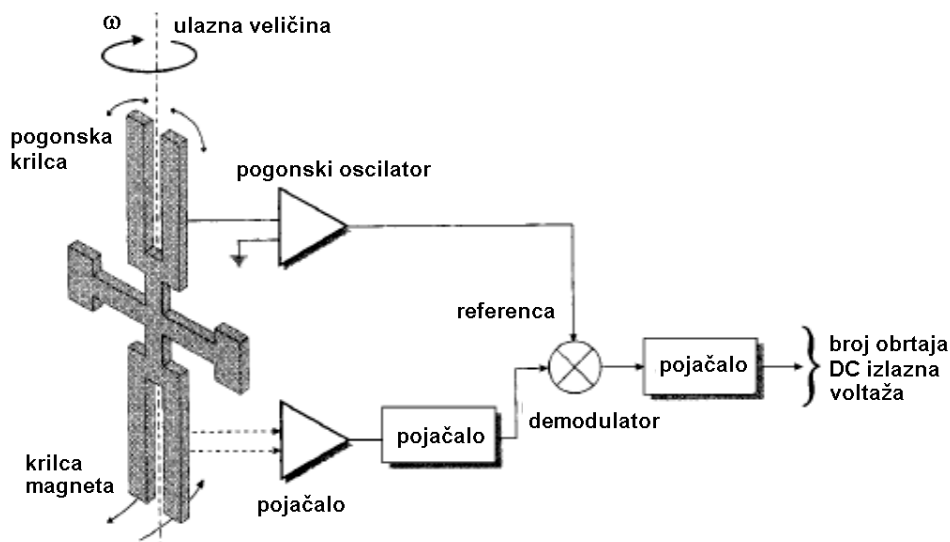 ω
ulazna veličina
pogonska
krilca
pogonski oscilator
referenca
pojačalo
broj obrtaja
DC izlazna
voltaža
demodulator
pojačalo
krilca
magneta
pojačalo